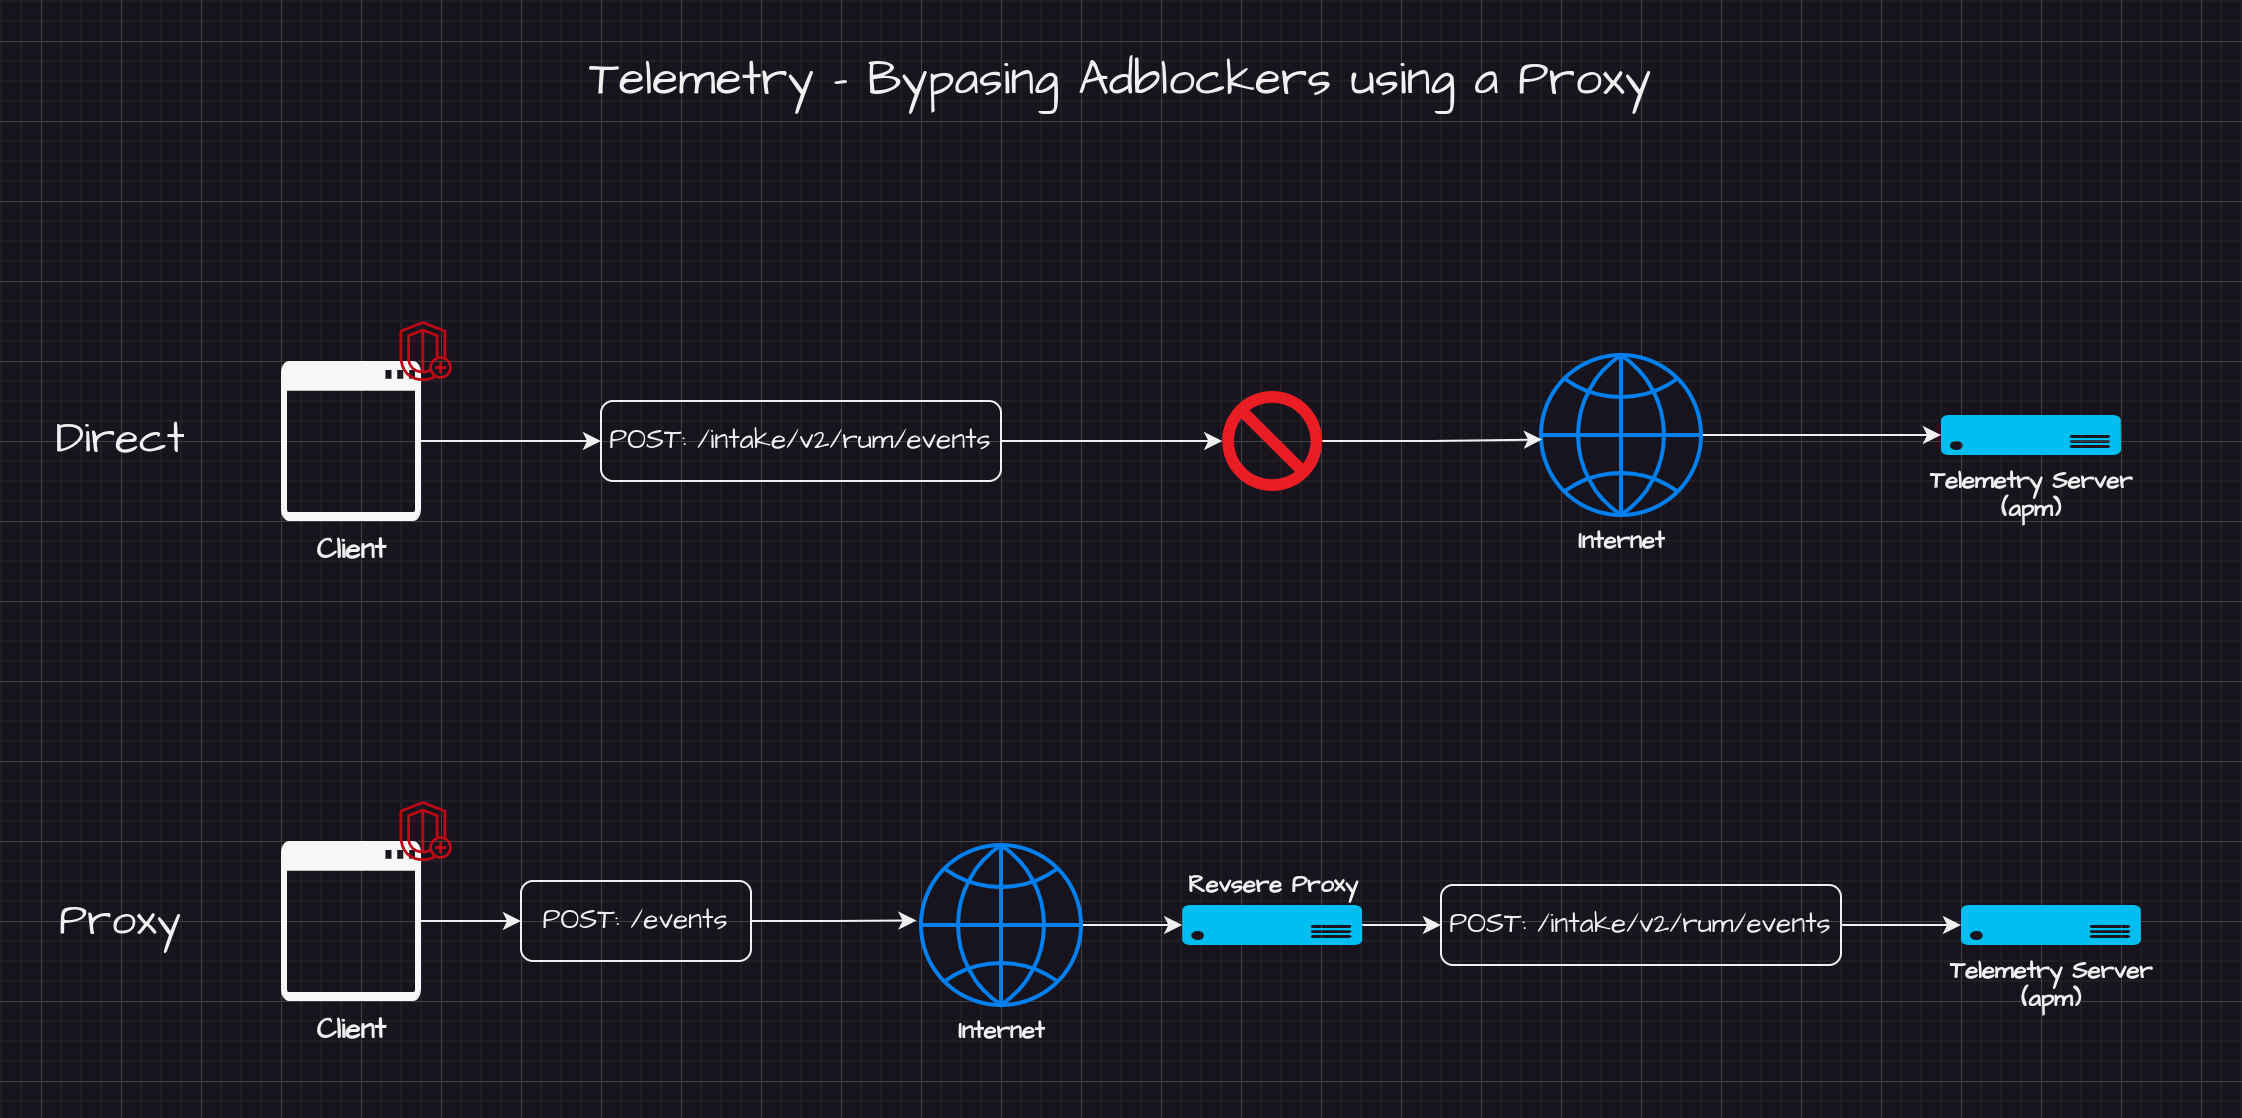 Telemetry - Bypasing Adblockers using a Proxy
Direct
Client
POST: /intake/v2/rum/events
Internet
Telemetry Server
(apm)
Proxy
Client
POST: /events
Internet
Revsere Proxy
POST: /intake/v2/rum/events
Telemetry Server
(apm)